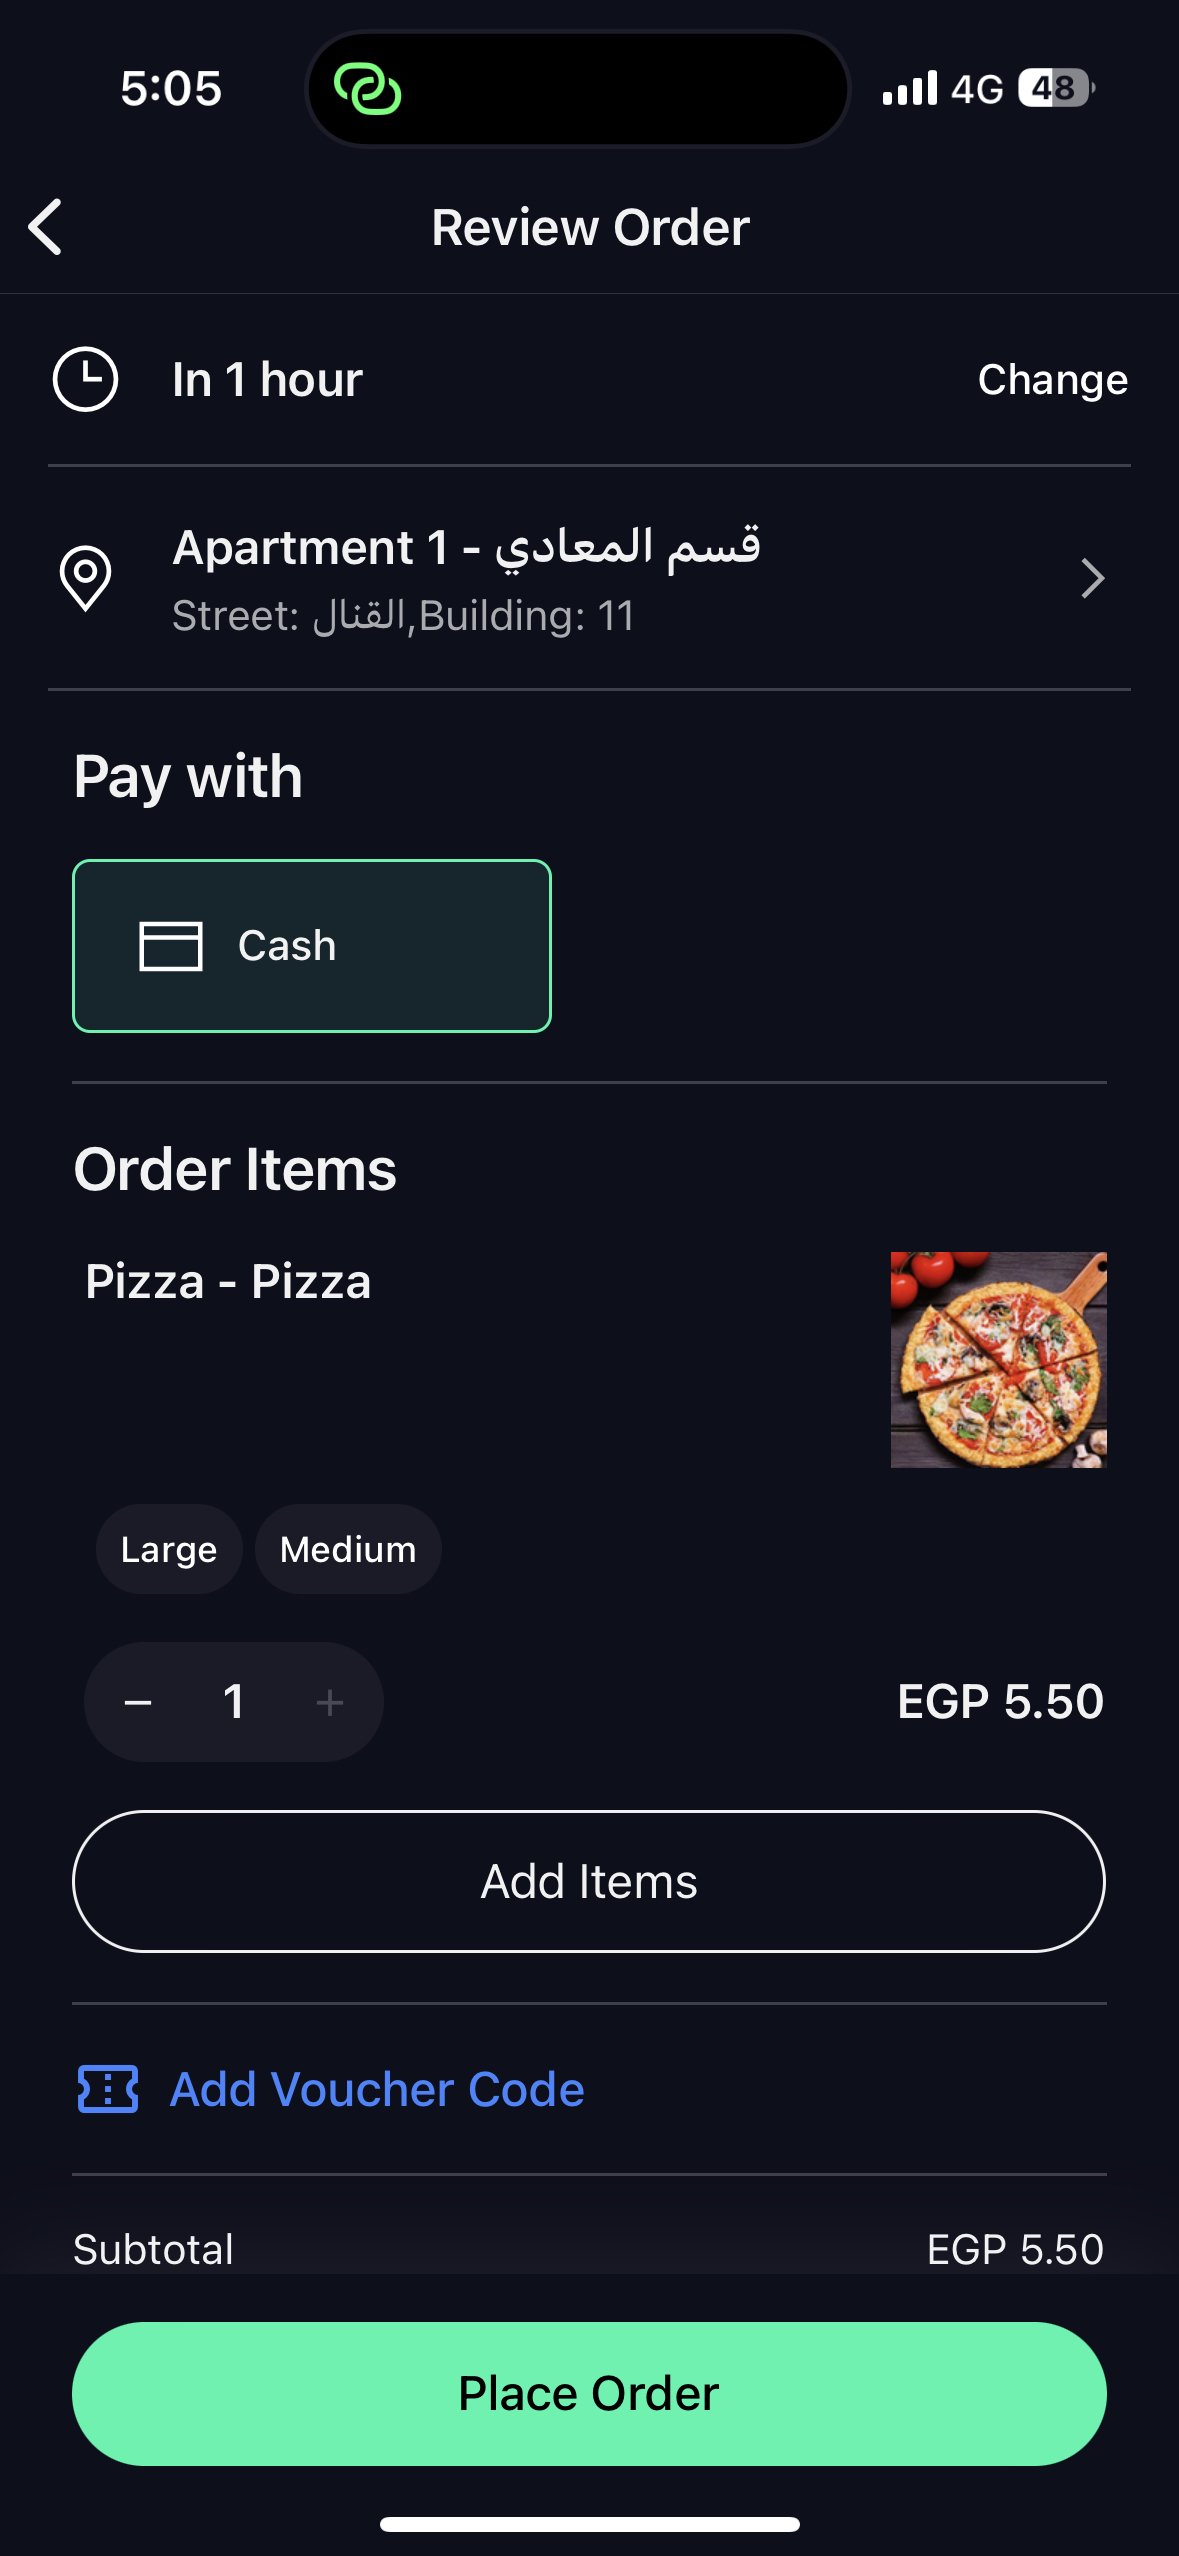 5:05
4G 48
Review Order
In 1 hour
Change
Apartment 1 - قسم المعادي
Street: القنال,Building: 11
Pay with
Cash
Order Items
Pizza - Pizza
Large Medium
− 1 +
EGP 5.50
Add Items
Add Voucher Code
Subtotal
EGP 5.50
Place Order